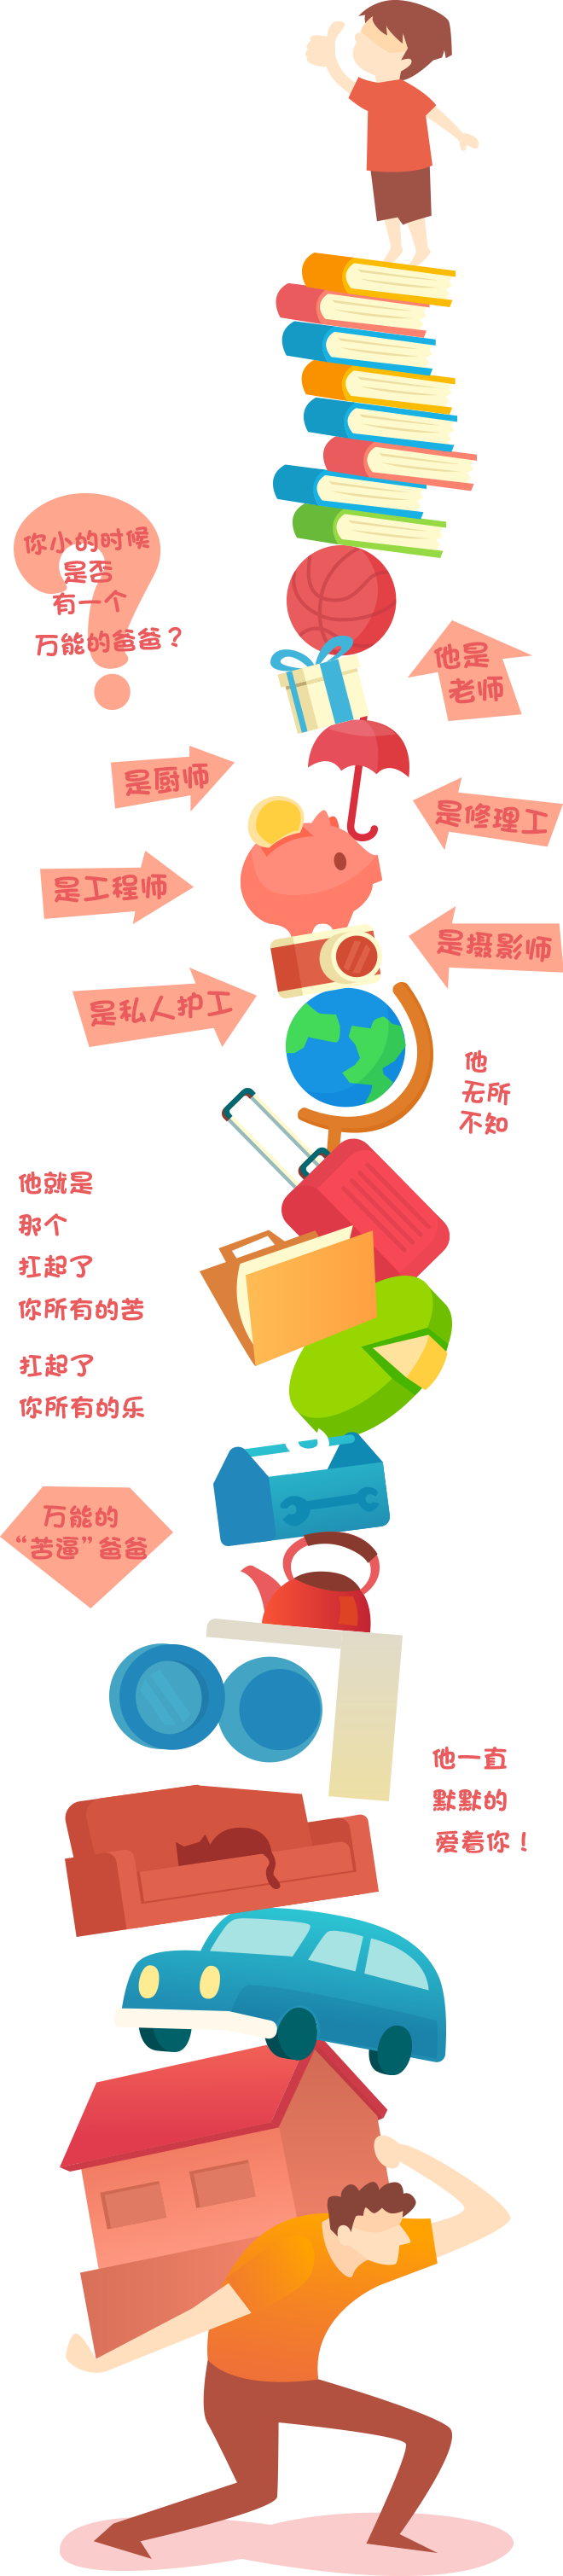 你小的时候
是否
有一个
万能的爸爸？
他是
老师
是厨师
是修理工
是工程师
是摄影师
是私人护工
他
无所
不知
他就是
那个
扛起了
你所有的苦
扛起了
你所有的乐
万能的
“苦逼”爸爸
他一直
默默的
爱着你！